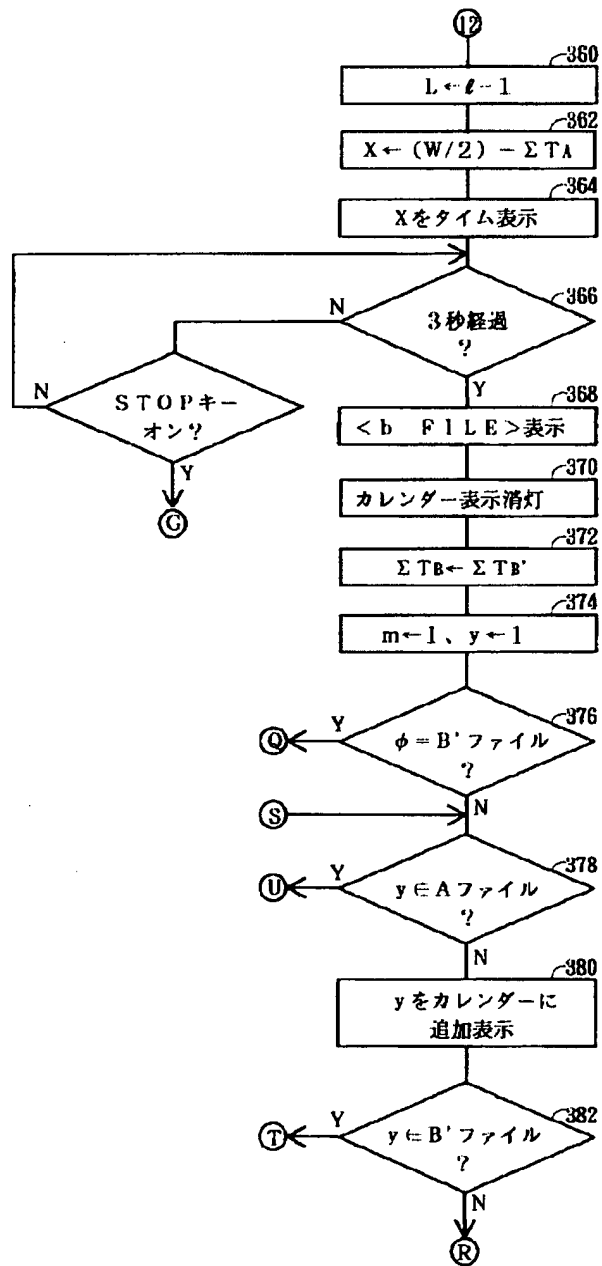 12
360
L←ℓ-1
362
X←(W/2)-ΣTA
364
Xをタイム表示
366
N
3秒経過
?
Y
N
STOPキー
オン?
Y
G
368
<b FILE>表示
370
カレンダー表示消灯
372
ΣTB←ΣTB'
374
m←1、y←1
376
Y
Q
φ=B'ファイル
?
N
S
378
Y
U
y∈Aファイル
?
N
380
yをカレンダーに
追加表示
382
Y
T
y∈B'ファイル
?
N
R